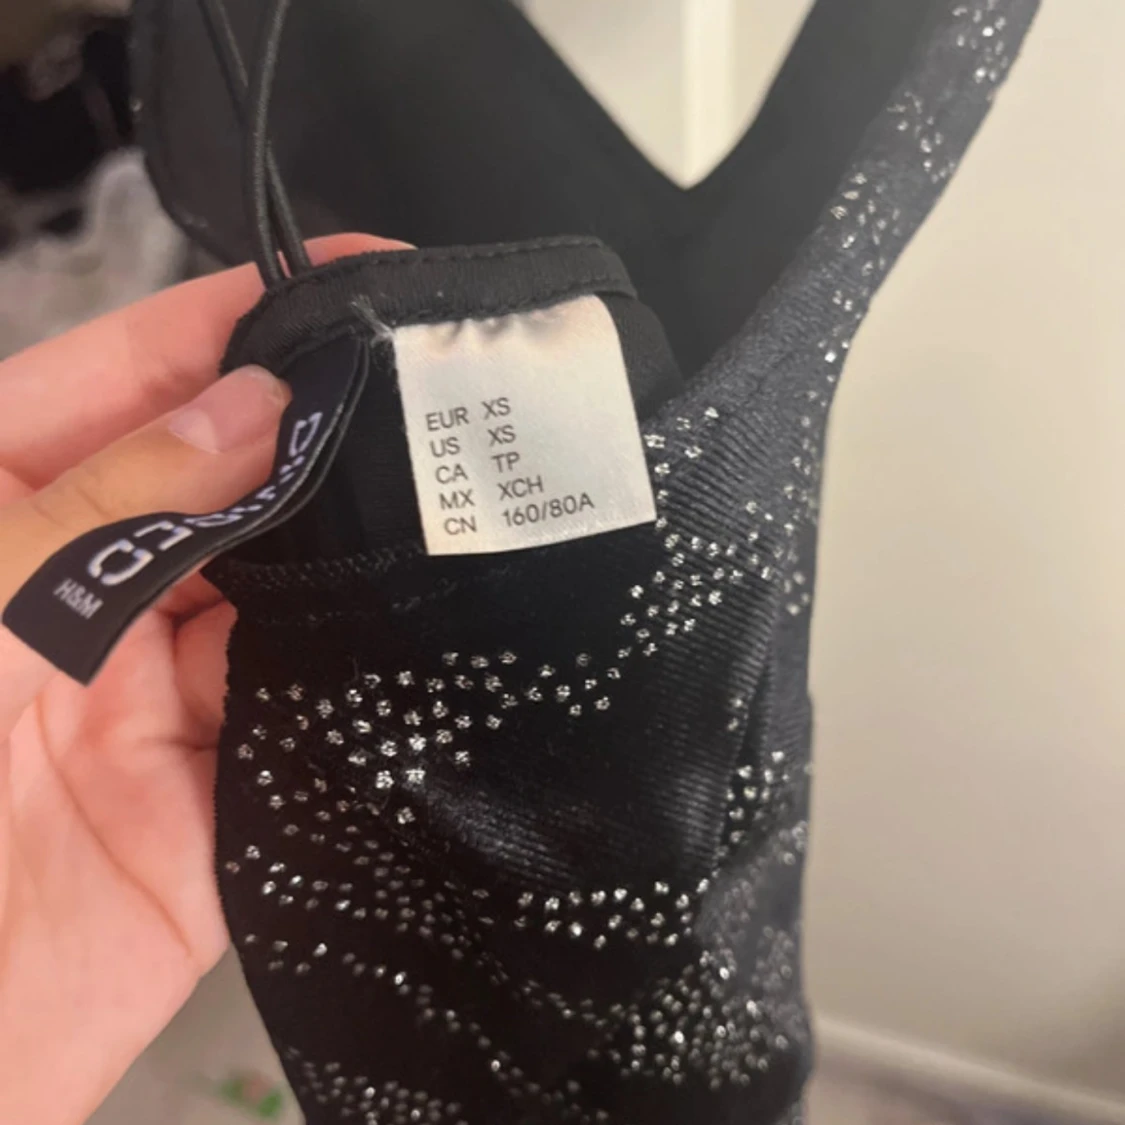 EUR XS
US XS
CA TP
MX XCH
CN 160/80A
DIVIDED
H&M